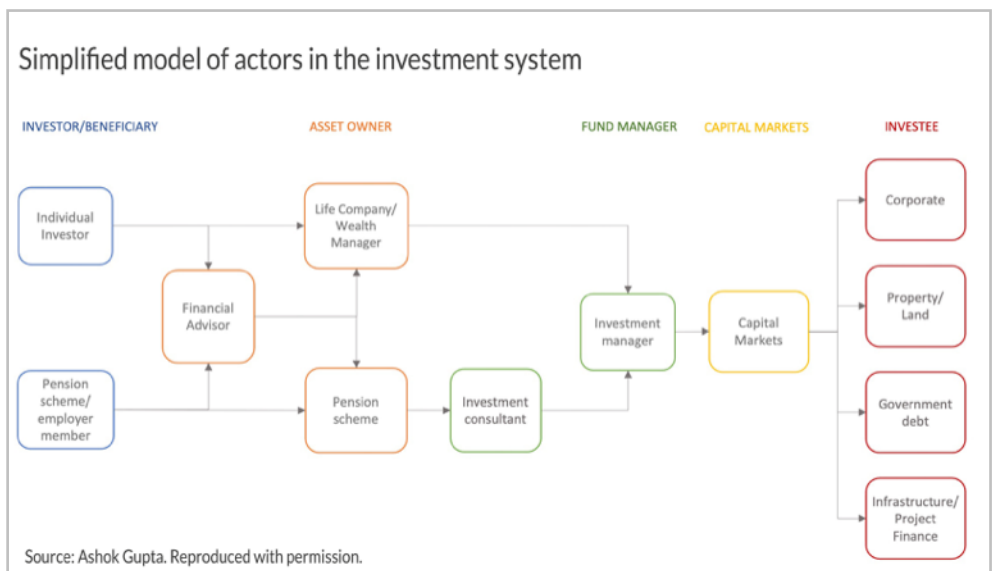 Simplified model of actors in the investment system
INVESTOR/BENEFICIARY
ASSET OWNER
FUND MANAGER
CAPITAL MARKETS
INVESTEE
Individual
Investor
Life Company/
Wealth
Manager
Corporate
Financial
Advisor
Investment
manager
Capital
Markets
Property/
Land
Pension
scheme/
employer
member
Pension
scheme
Investment
consultant
Government
debt
Infrastructure/
Project
Finance
Source: Ashok Gupta. Reproduced with permission.